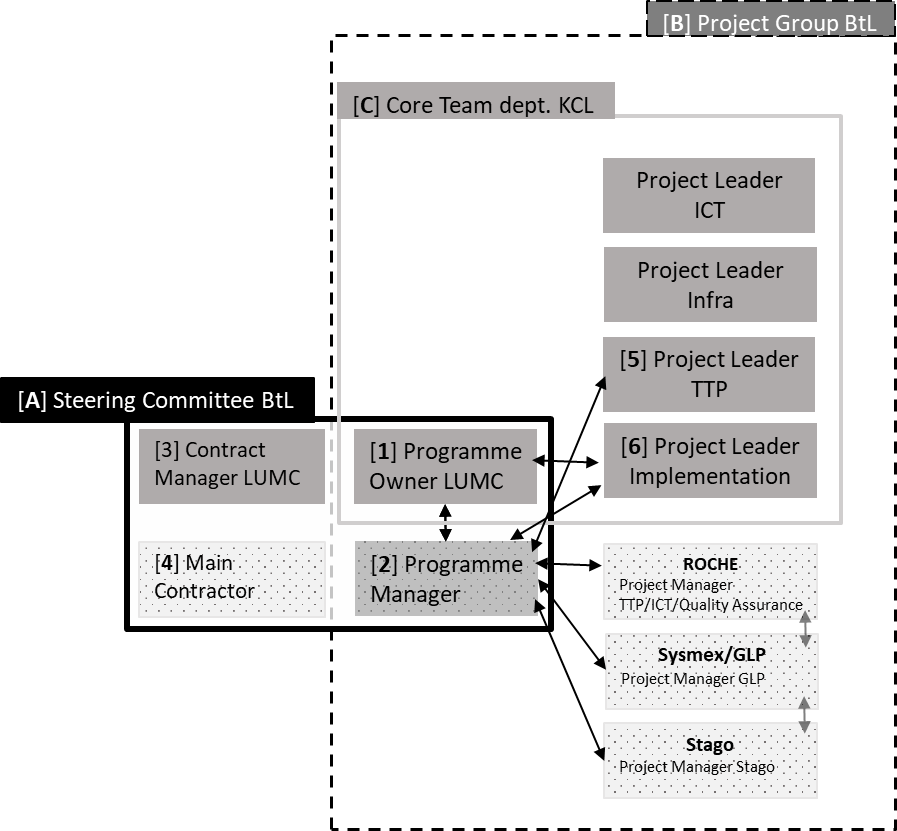 [B] Project Group BtL
[C] Core Team dept. KCL
Project Leader
ICT
Project Leader
Infra
[5] Project Leader
TTP
[A] Steering Committee BtL
[3] Contract
Manager LUMC
[1] Programme
Owner LUMC
[6] Project Leader
Implementation
[4] Main
Contractor
[2] Programme
Manager
ROCHE
Project Manager
TTP/ICT/Quality Assurance
Sysmex/GLP
Project Manager GLP
Stago
Project Manager Stago